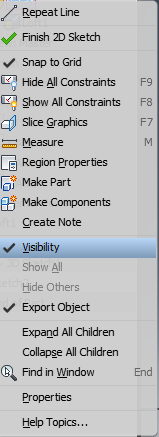 Repeat Line
Finish 2D Sketch
Snap to Grid
Hide All Constraints F9
Show All Constraints F8
Slice Graphics F7
Measure M
Region Properties
Make Part
Make Components
Create Note
Visibility
Show All
Hide Others
Export Object
Expand All Children
Collapse All Children
Find in Window End
Properties
Help Topics...